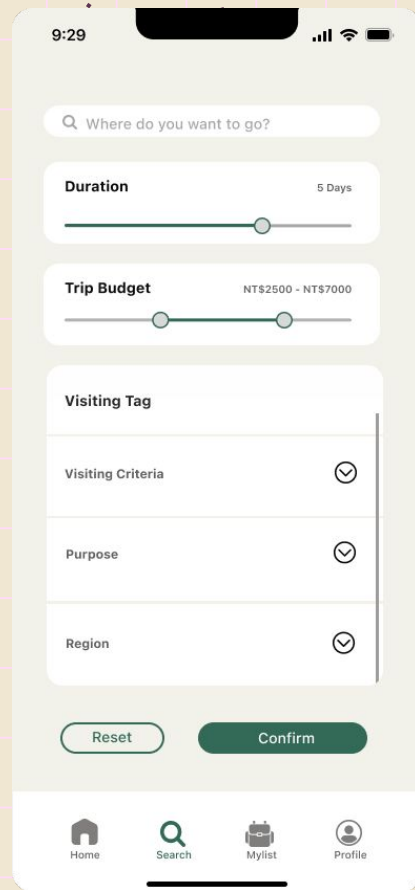 9:29
Where do you want to go?
Duration 5 Days
Trip Budget NT$2500 - NT$7000
Visiting Tag
Visiting Criteria
Purpose
Region
Reset Confirm
Home Search Mylist Profile